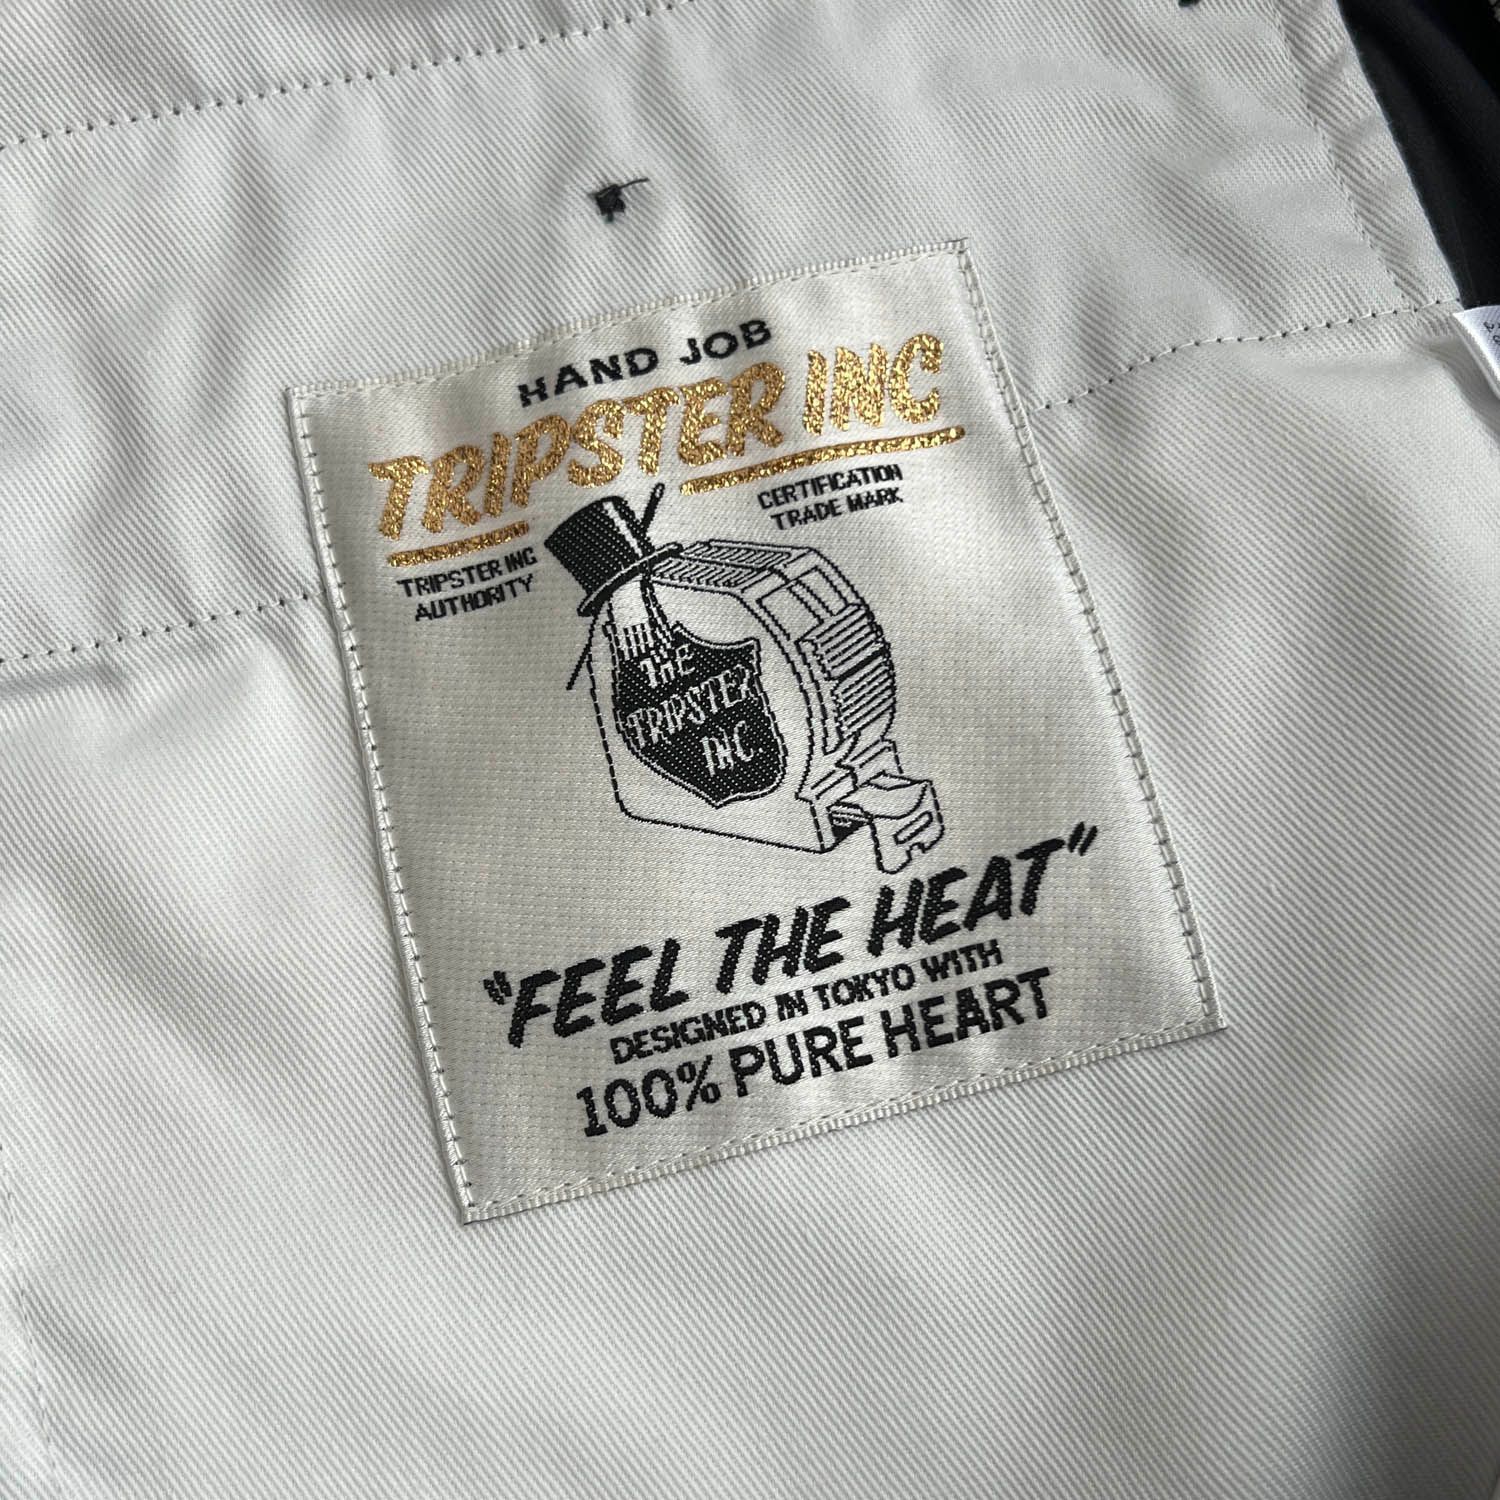 HAND JOB
TRIPSTER INC
CERTIFICATION
TRADE MARK
TRIPSTER INC
AUTHORITY
THE
TRIPSTER
INC.
"FEEL THE HEAT"
DESIGNED IN TOKYO WITH
100% PURE HEART